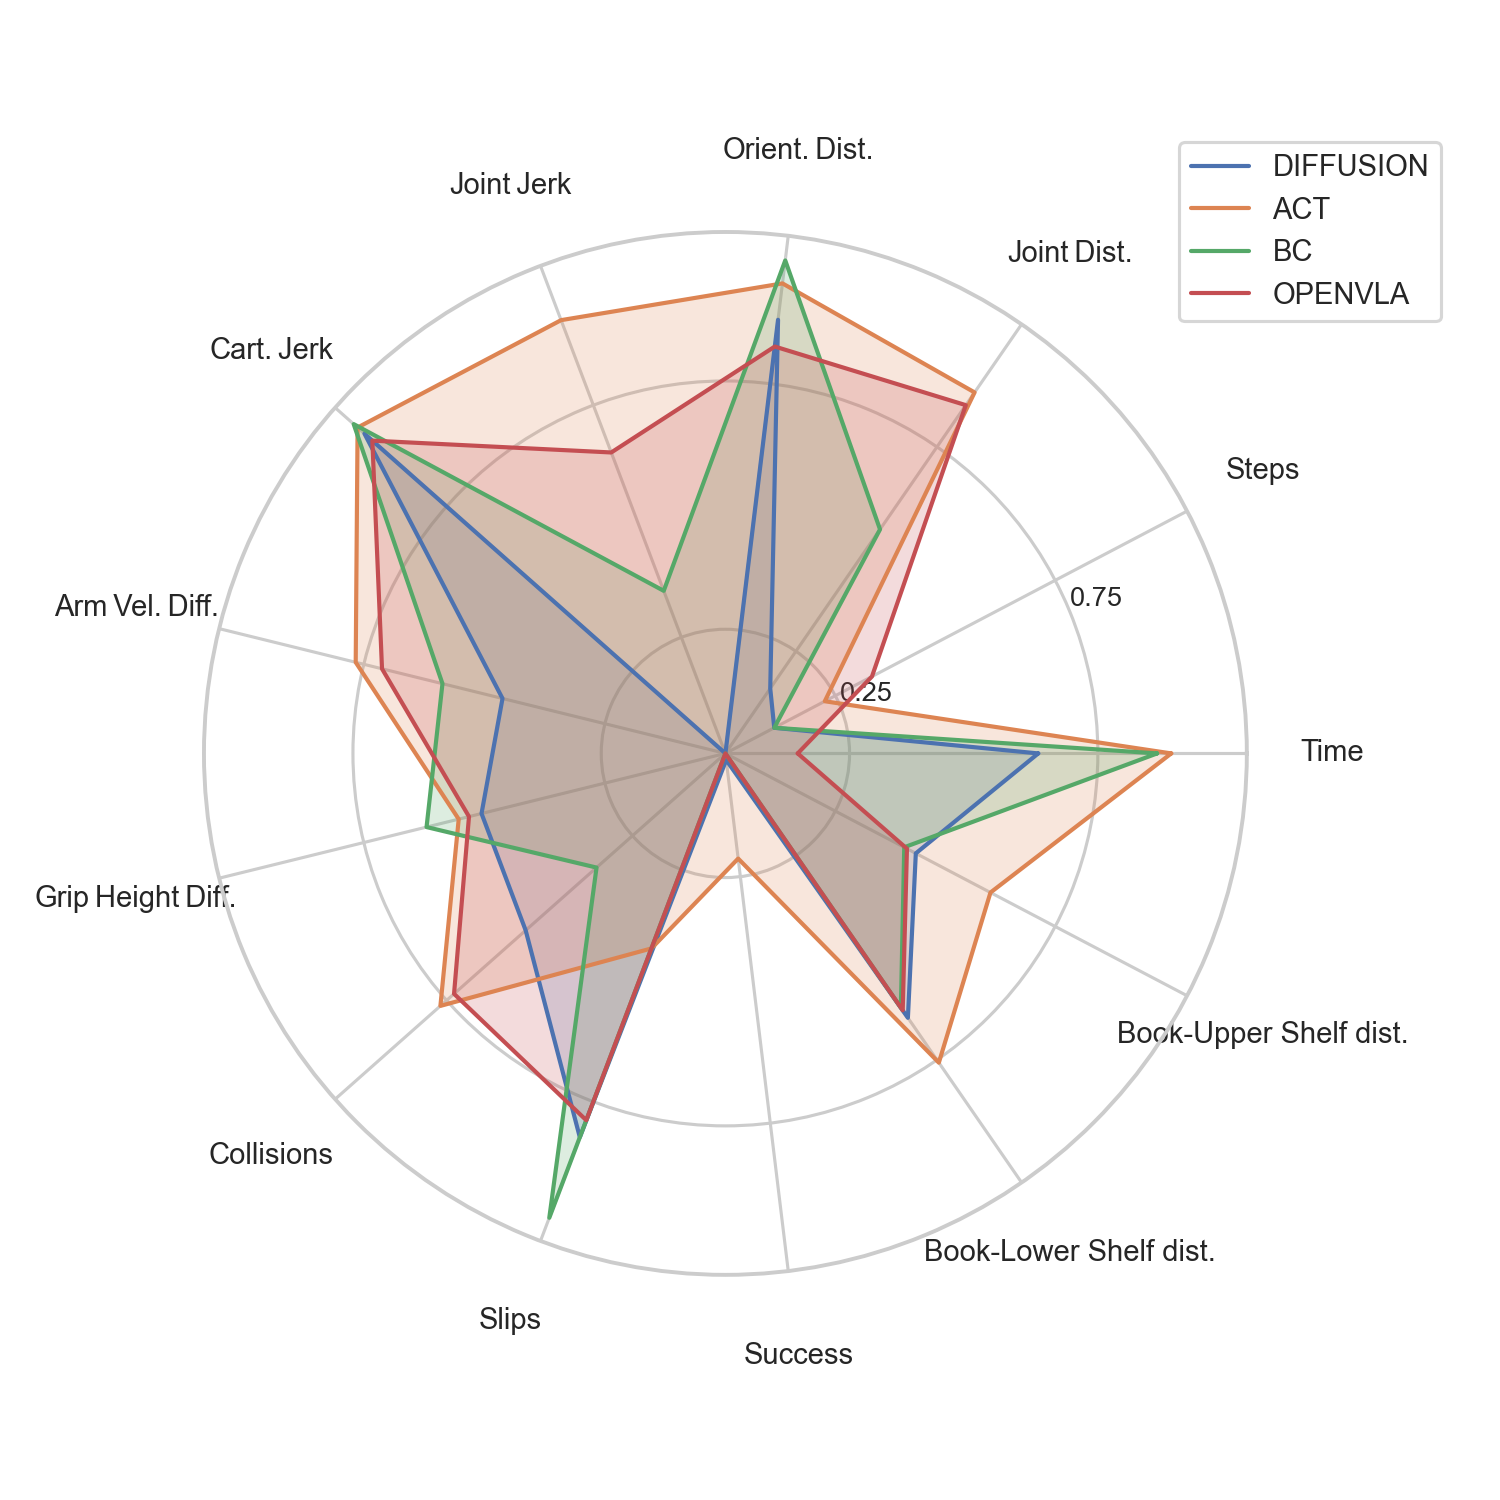 Orient. Dist.
Joint Jerk
Joint Dist.
Cart. Jerk
Steps
Arm Vel. Diff.
0.75
0.25
Time
Grip Height Diff.
Book-Upper Shelf dist.
Collisions
Book-Lower Shelf dist.
Slips
Success
DIFFUSION
ACT
BC
OPENVLA